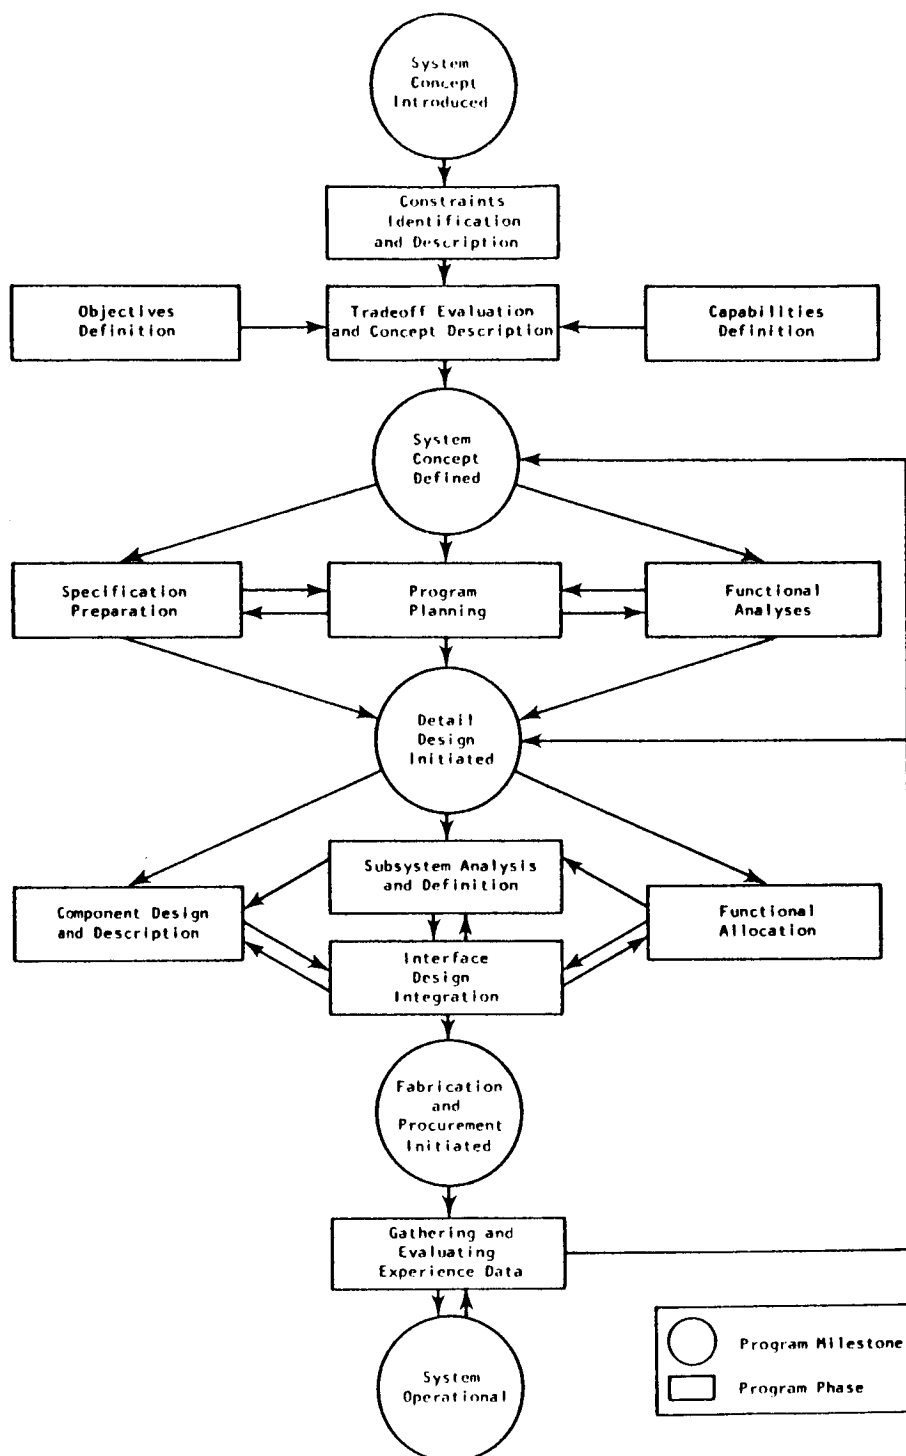 System
Concept
Introduced
Constraints
Identification
and Description
Objectives
Definition
Tradeoff Evaluation
and Concept Description
Capabilities
Definition
System
Concept
Defined
Specification
Preparation
Program
Planning
Functional
Analyses
Detail
Design
Initiated
Subsystem Analysis
and Definition
Component Design
and Description
Functional
Allocation
Interface
Design
Integration
Fabrication
and
Procurement
Initiated
Gathering and
Evaluating
Experience Data
System
Operational
Program Milestone
Program Phase